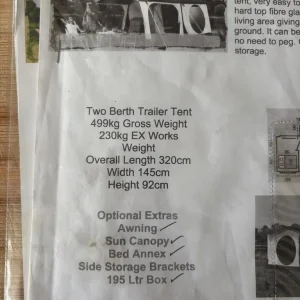 tent, very easy to
hard top fibre gla
living area giving
ground. It can be
no need to peg.
storage.
Two Berth Trailer Tent
499kg Gross Weight
230kg EX Works
Weight
Overall Length 320cm
Width 145cm
Height 92cm
Optional Extras
Awning ✓
Sun Canopy ✓
Bed Annex ✓
Side Storage Brackets
195 Ltr Box ✓